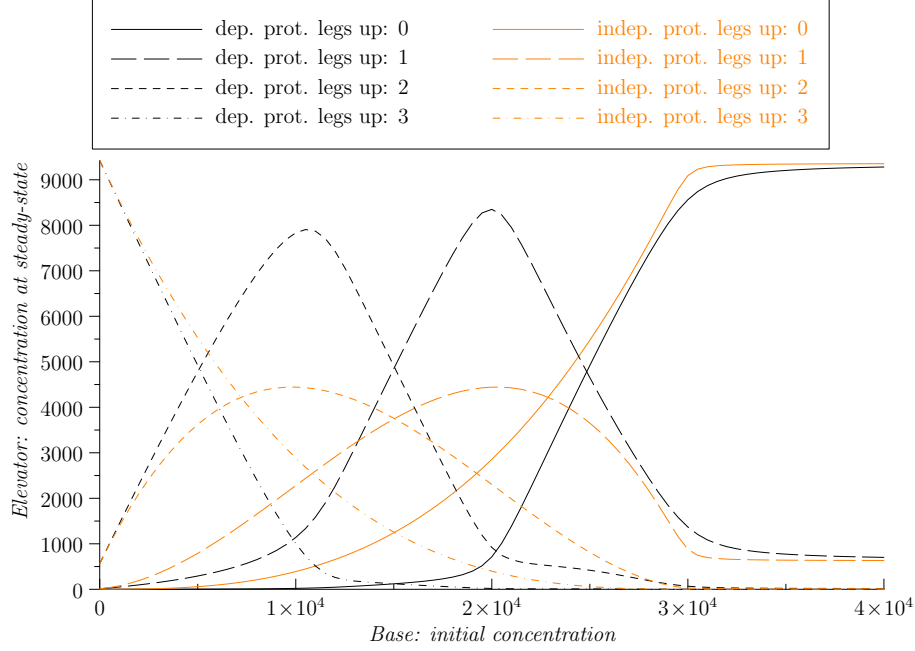 dep. prot. legs up: 0 indep. prot. legs up: 0
dep. prot. legs up: 1 indep. prot. legs up: 1
dep. prot. legs up: 2 indep. prot. legs up: 2
dep. prot. legs up: 3 indep. prot. legs up: 3
Elevator: concentration at steady-state
9000
8000
7000
6000
5000
4000
3000
2000
1000
0
0 1×10⁴ 2×10⁴ 3×10⁴ 4×10⁴
Base: initial concentration